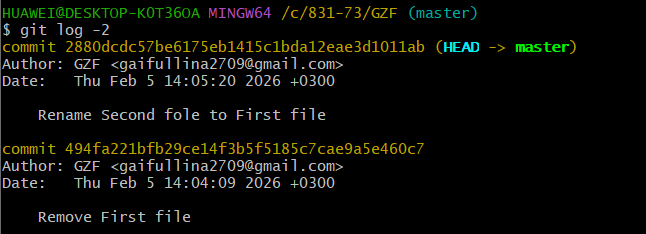 HUAWEI@DESKTOP-KOT36OA MINGW64 /c/831-73/GZF (master)
$ git log -2
commit 2880dcdc57be6175eb1415c1bda12eae3d1011ab (HEAD -> master)
Author: GZF <gaifullina2709@gmail.com>
Date:   Thu Feb 5 14:05:20 2026 +0300

    Rename Second fole to First file

commit 494fa221bfb29ce14f3b5f5185c7cae9a5e460c7
Author: GZF <gaifullina2709@gmail.com>
Date:   Thu Feb 5 14:04:09 2026 +0300

    Remove First file